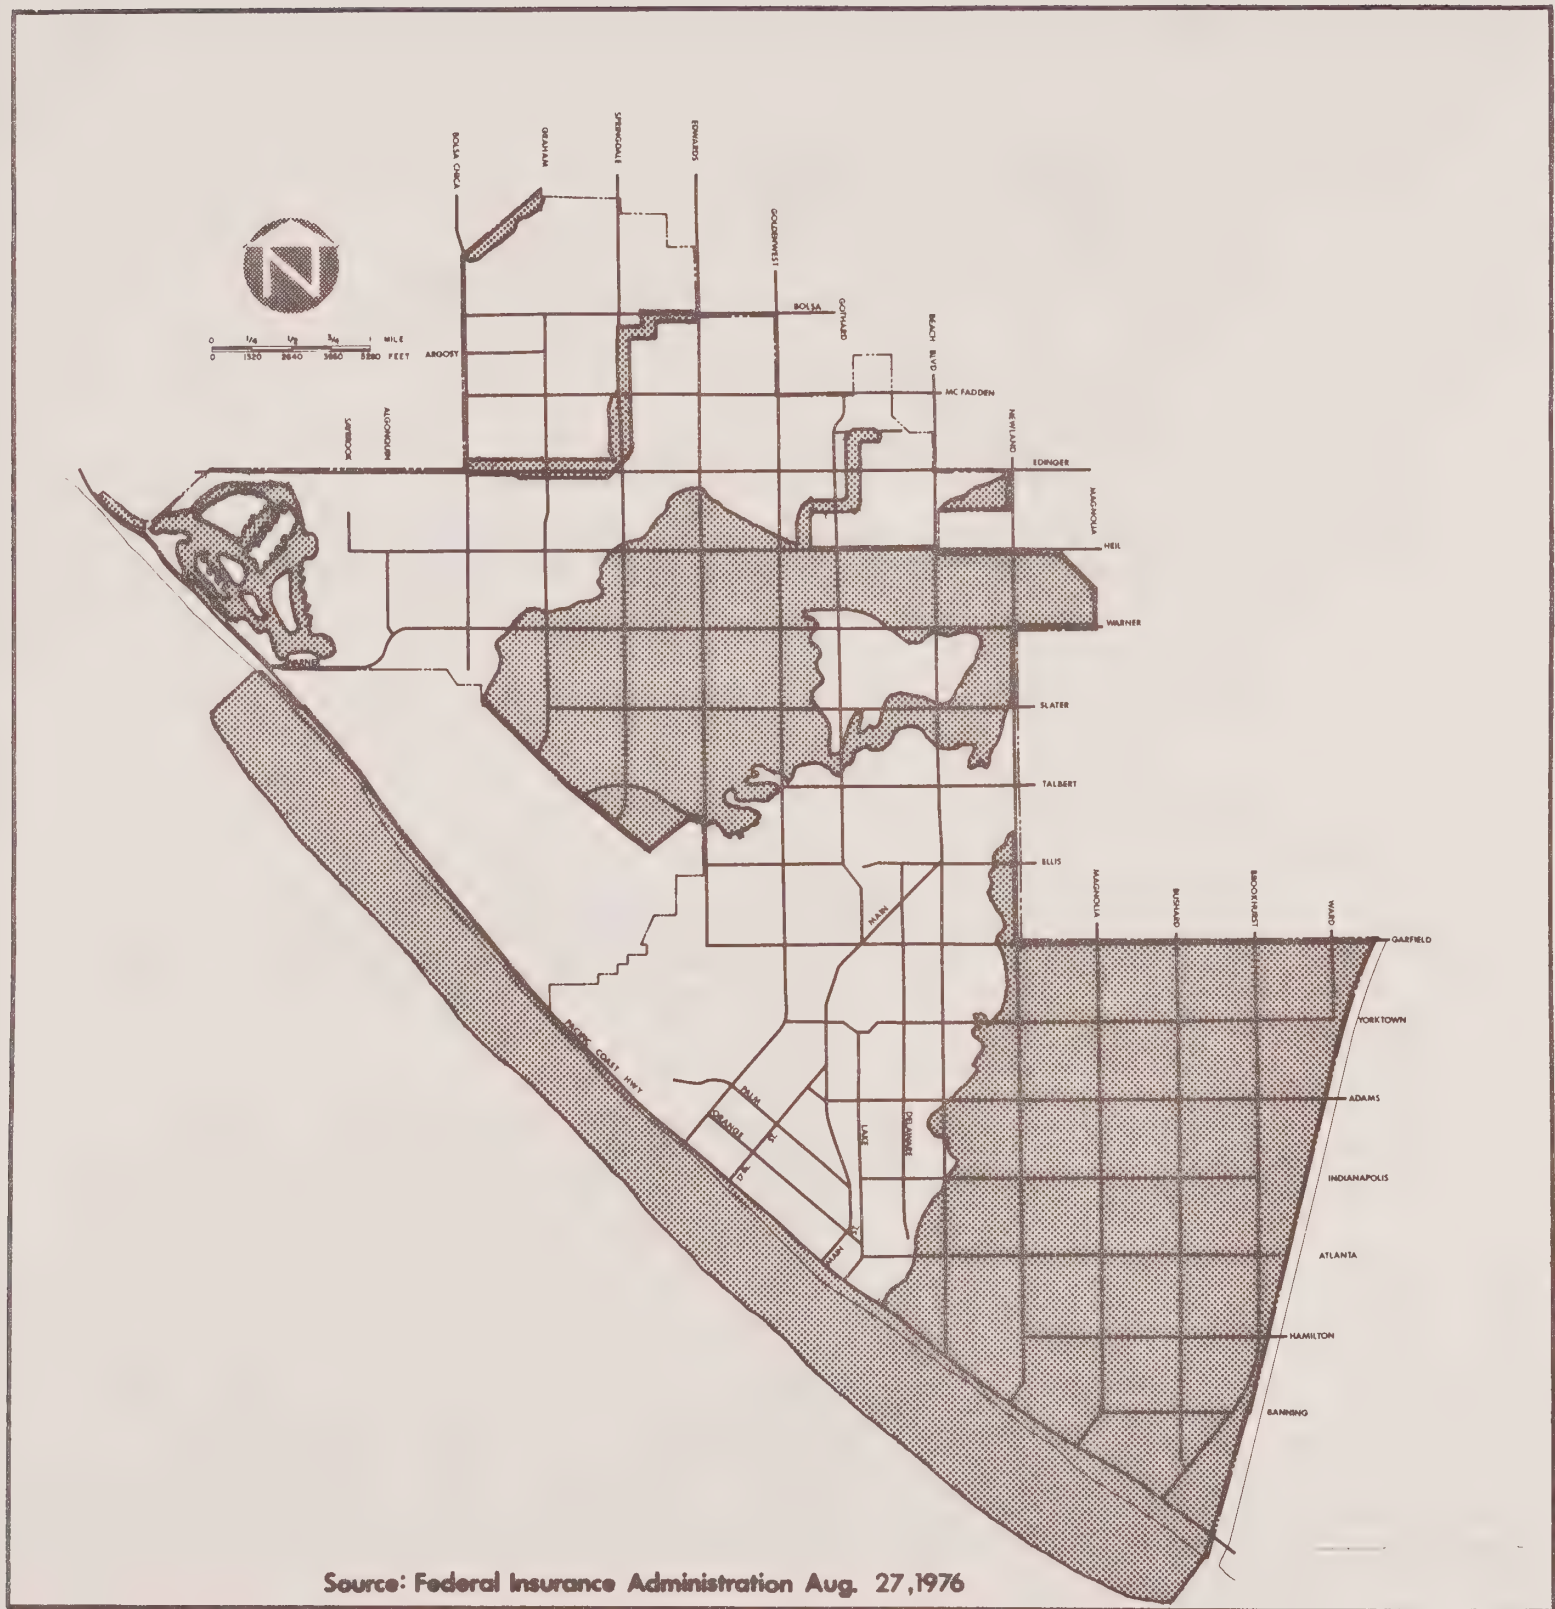 BOLSA CHICA
GRAHAM
SPRINGDALE
EDWARDS
GOLDENWEST
N
BOLSA
GOTHARD
BEACH BLVD
0 1/4 1/2 3/4 1 MILE
0 1320 2640 3960 5280 FEET
ARGOSY
MC FADDEN
SAYBROOK
ALGONQUIN
NEWLAND
EDINGER
MAGNOLIA
HEIL
WARNER
WARNER
SLATER
TALBERT
ELLIS
MAIN
MAGNOLIA
BUSHARD
BROOKHURST
WARD
GARFIELD
PACIFIC COAST HWY
YORKTOWN
PALM
ORANGE
ADAMS
LAKE
DELAWARE
INDIANAPOLIS
MAIN
ATLANTA
HAMILTON
BANNING
Source: Federal Insurance Administration Aug. 27,1976